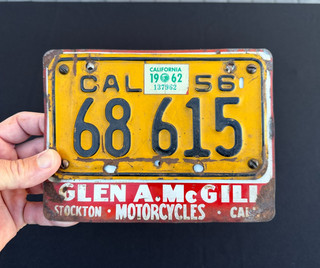 CALIFORNIA
19 62
137962
CAL 56
68 615
GLEN A. McGILL
STOCKTON · MOTORCYCLES · CAL